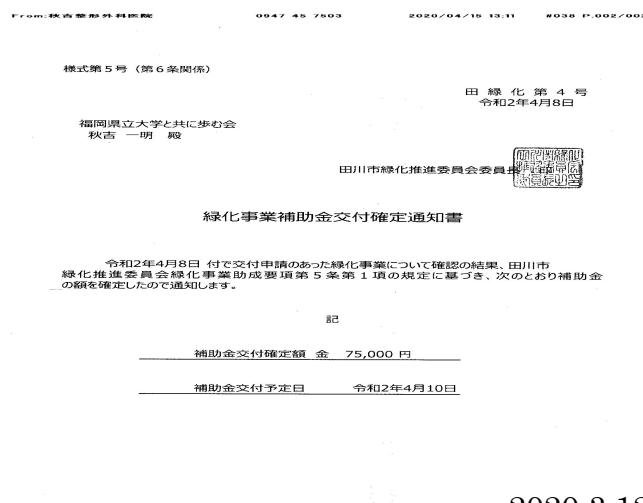 From:秋吉整形外科医院 0947 45 7503 2020/04/15 13:11 #038 P.002/002
様式第5号（第6条関係）
田緑化第4号
令和2年4月8日
福岡県立大学と共に歩む会
秋吉 一明 殿
田川市緑化推進委員会委員長
緑化事業補助金交付確定通知書
令和2年4月8日 付で交付申請のあった緑化事業について確認の結果、田川市
緑化推進委員会緑化事業助成要項第5条第1項の規定に基づき、次のとおり補助金
の額を確定したので通知します。
記
補助金交付確定額 金 75,000 円
補助金交付予定日 令和2年4月10日